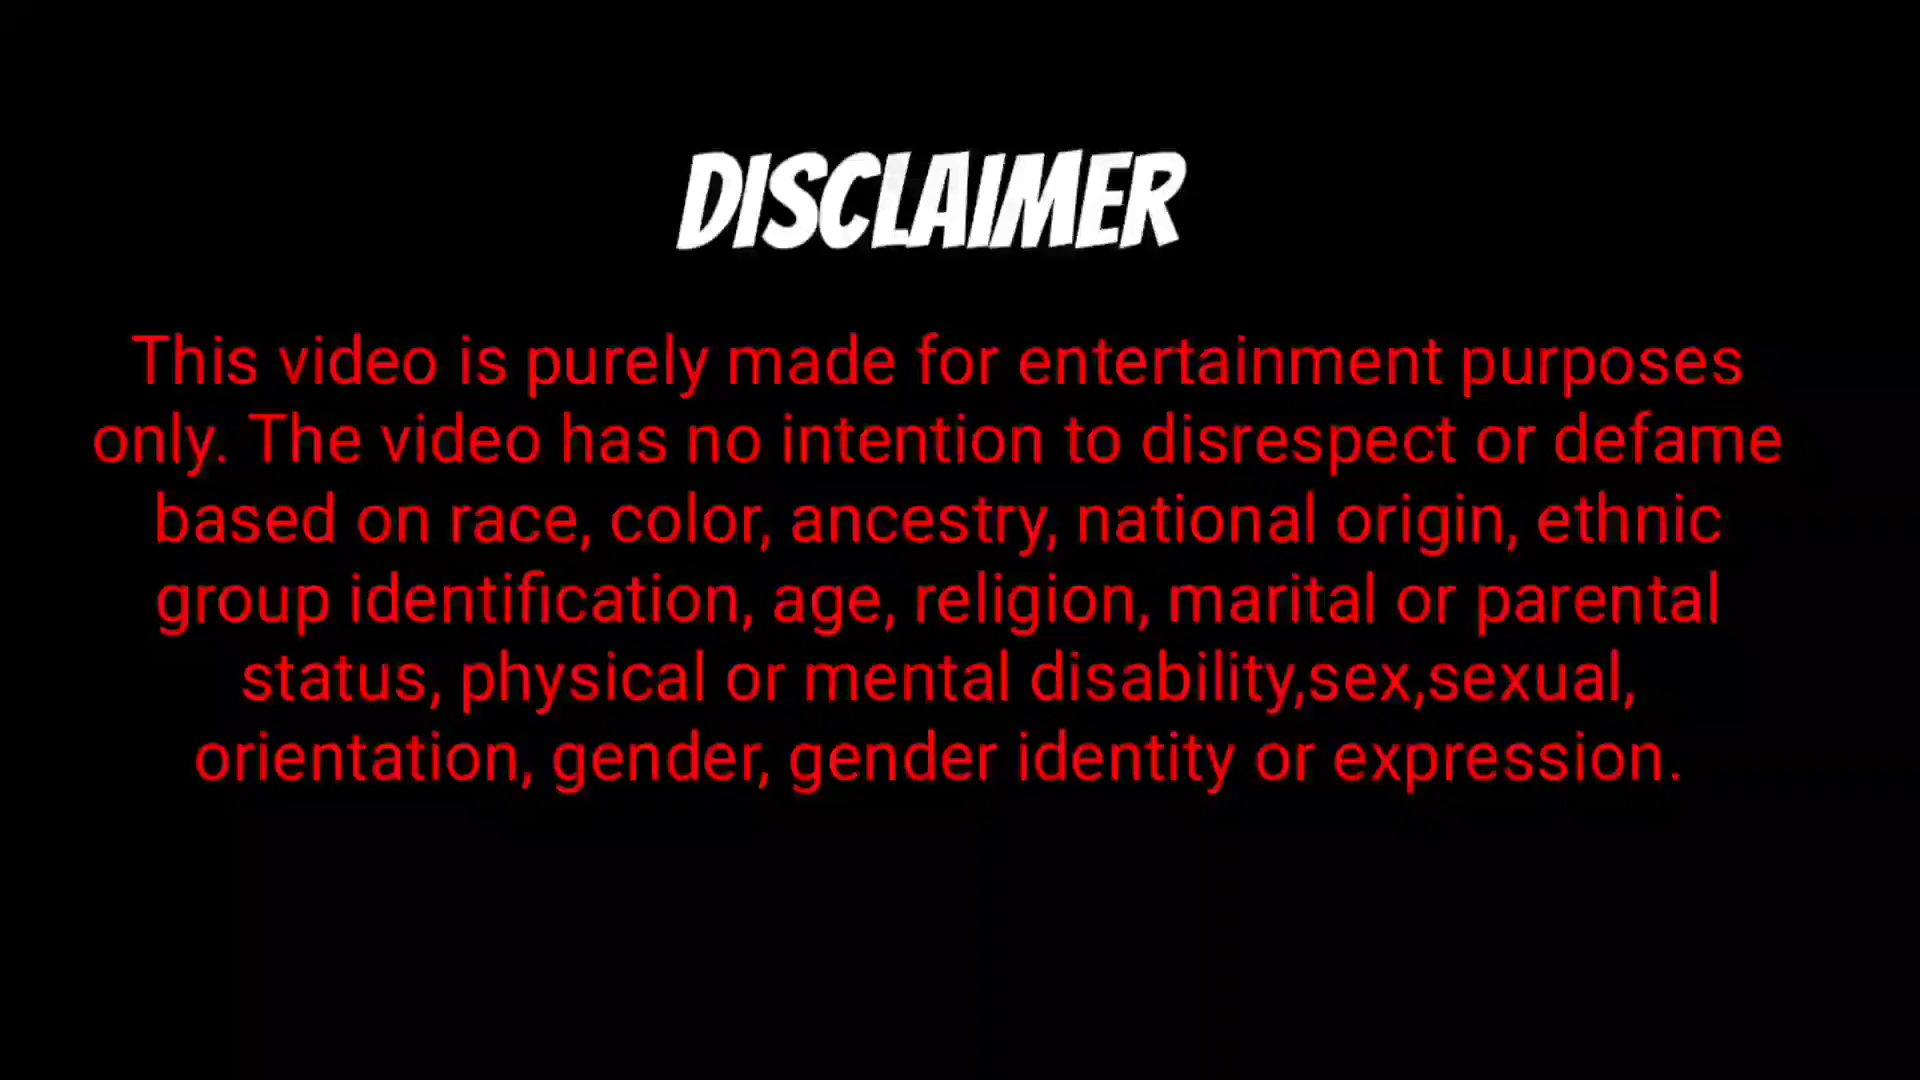 DISCLAIMER
This video is purely made for entertainment purposes
only. The video has no intention to disrespect or defame
based on race, color, ancestry, national origin, ethnic
group identification, age, religion, marital or parental
status, physical or mental disability,sex,sexual,
orientation, gender, gender identity or expression.